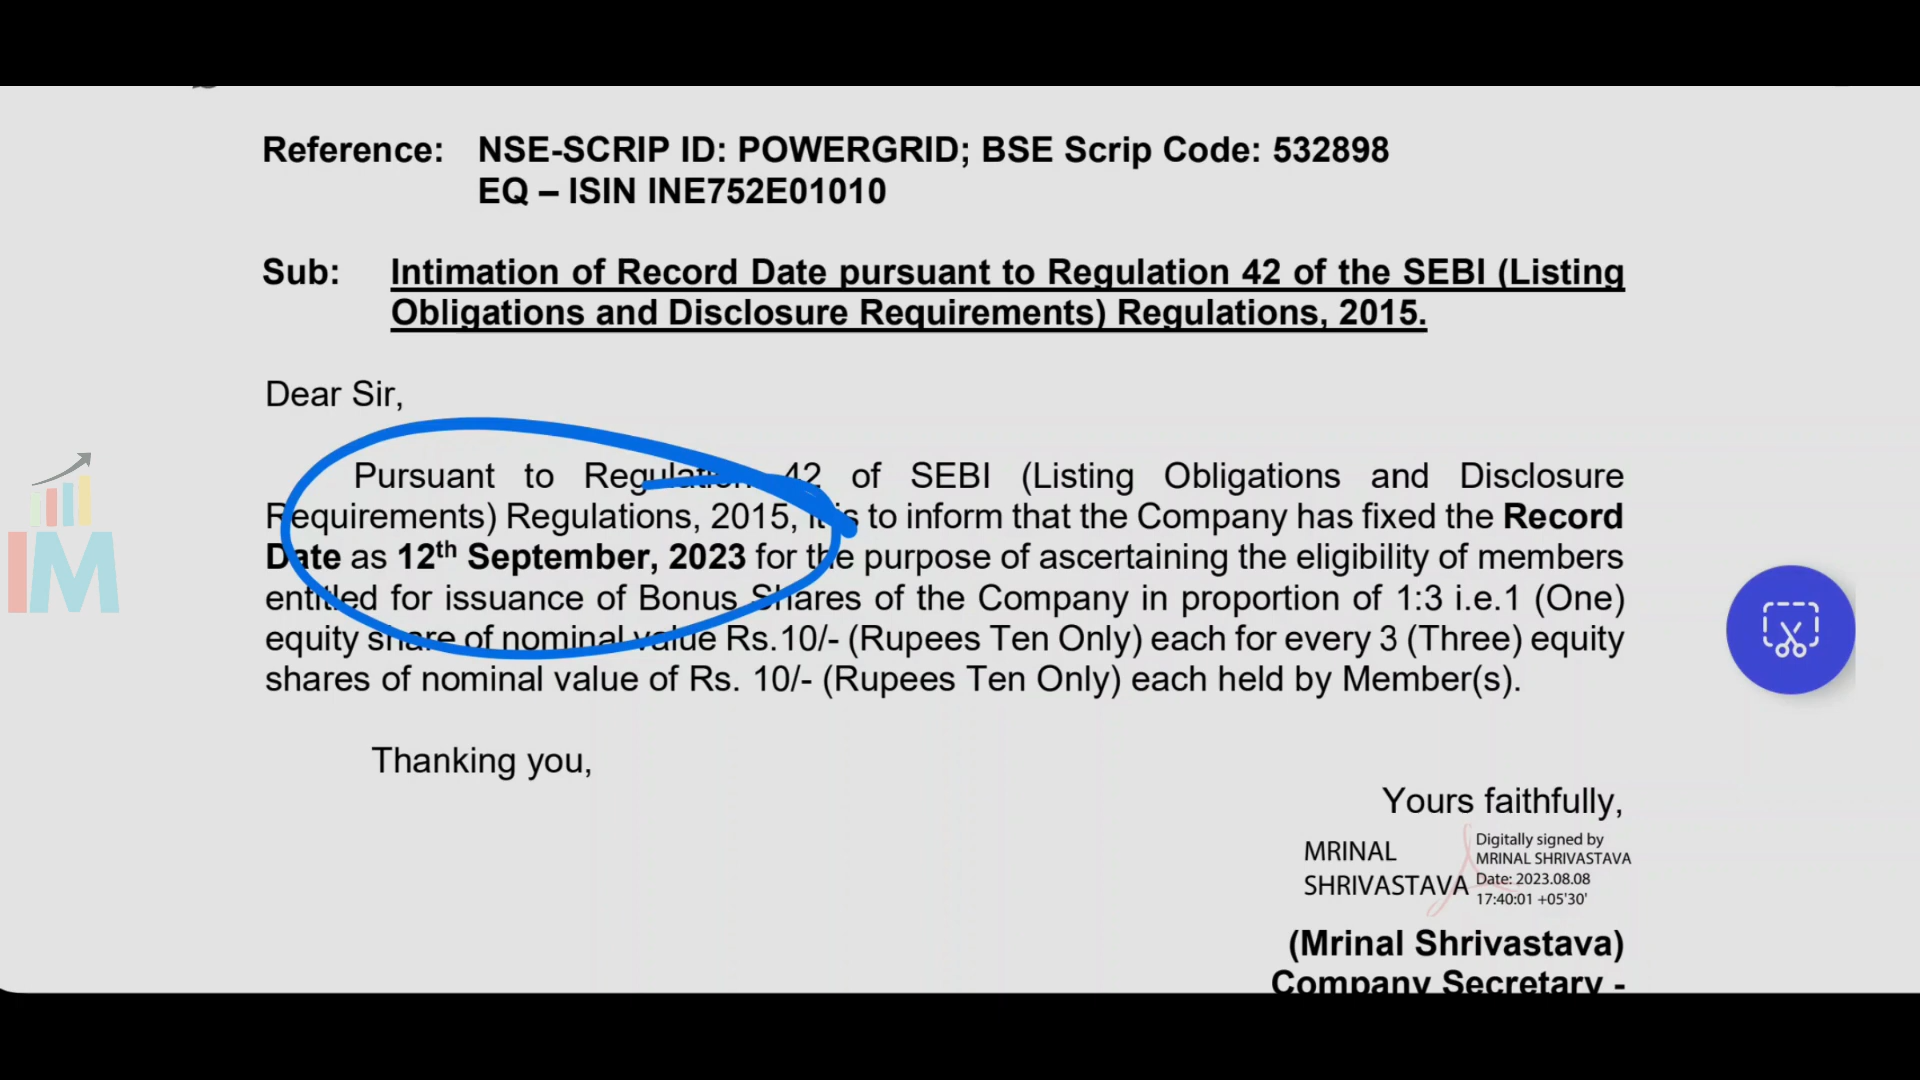 Reference: NSE-SCRIP ID: POWERGRID; BSE Scrip Code: 532898
EQ – ISIN INE752E01010
Sub: Intimation of Record Date pursuant to Regulation 42 of the SEBI (Listing
Obligations and Disclosure Requirements) Regulations, 2015.
Dear Sir,
Pursuant to Regulation 42 of SEBI (Listing Obligations and Disclosure
Requirements) Regulations, 2015, it is to inform that the Company has fixed the Record
Date as 12th September, 2023 for the purpose of ascertaining the eligibility of members
entitled for issuance of Bonus Shares of the Company in proportion of 1:3 i.e.1 (One)
equity share of nominal value Rs.10/- (Rupees Ten Only) each for every 3 (Three) equity
shares of nominal value of Rs. 10/- (Rupees Ten Only) each held by Member(s).
Thanking you,
Yours faithfully,
MRINAL
SHRIVASTAVA
Digitally signed by
MRINAL SHRIVASTAVA
Date: 2023.08.08
17:40:01 +05'30'
(Mrinal Shrivastava)
Company Secretary -
IM